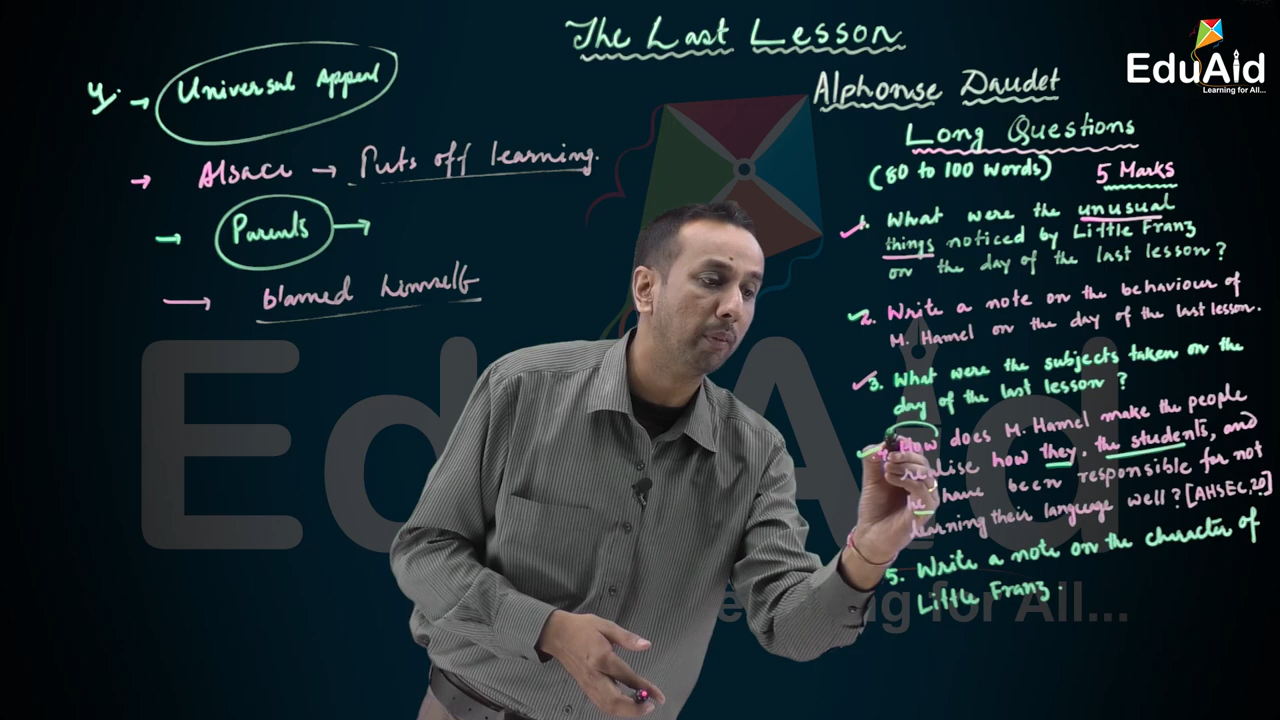 The Last Lesson
Alphonse Daudet
EduAid
Learning for All...
4. → Universal Appeal
→ Alsace → Puts off learning.
→ Parents →
→ blamed himself
Long Questions
(80 to 100 words) 5 Marks
1. What were the unusual
things noticed by Little Franz
on the day of the last lesson?
2. Write a note on the behaviour of
M. Hamel on the day of the last lesson.
3. What were the subjects taken on the
day of the last lesson?
How does M. Hamel make the people
realise how they, the students, and
he have been responsible for not
learning their language well? [AHSEC, 20]
5. Write a note on the character of
Little Franz.
for All...